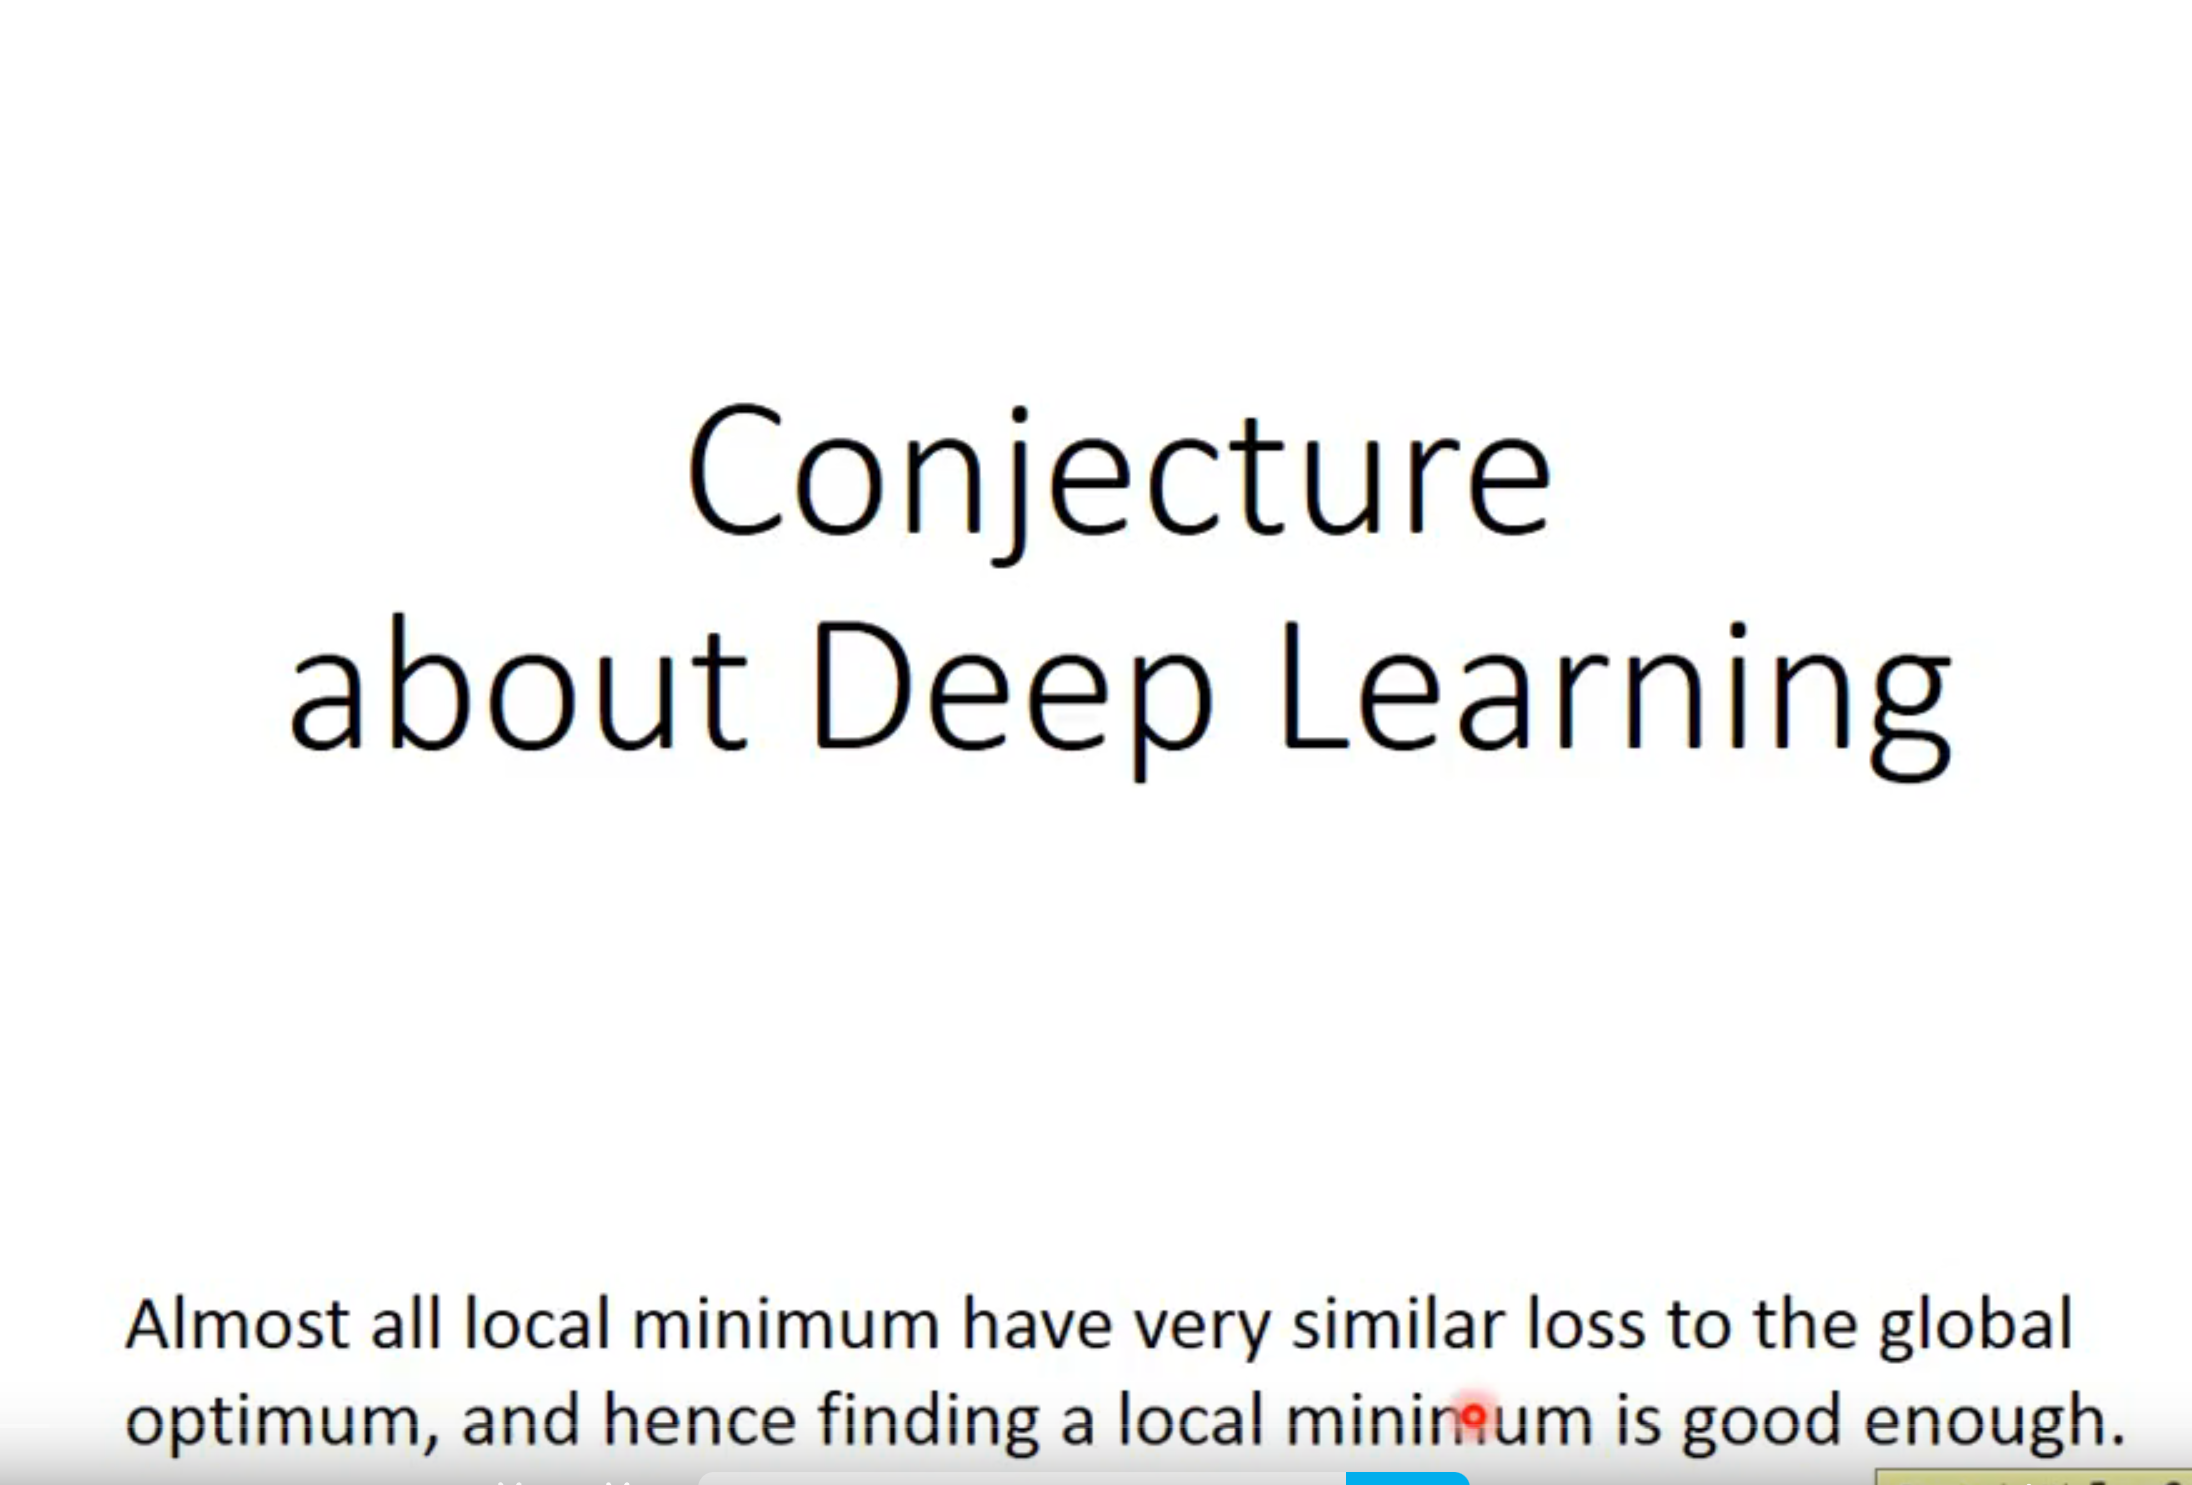 Conjecture
about Deep Learning
Almost all local minimum have very similar loss to the global
optimum, and hence finding a local minimum is good enough.